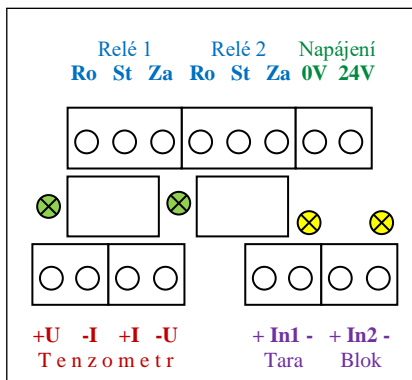 Relé 1 Relé 2 Napájení
Ro St Za Ro St Za 0V 24V
+U -I +I -U + In1 - + In2 -
Tenzometr Tara Blok